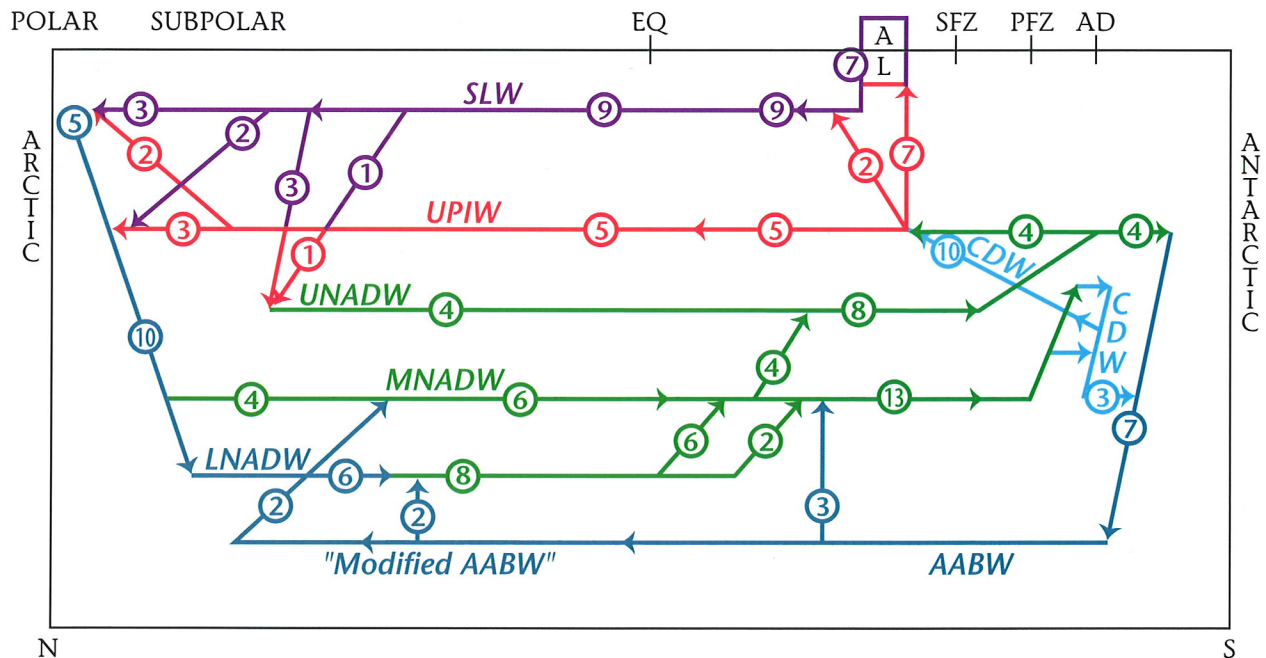 POLAR SUBPOLAR EQ SFZ PFZ AD
A
L
7
3 SLW 9 9
5
2
2 3 1 2 7
ARCTIC
ANTARCTIC
UPIW
3 5 5 4 4
1 10 CDW
UNADW 4 8
CDW
10
4
MNADW
4 6 13 3
7
6 2
LNADW 6 8
2 2 3
"Modified AABW" AABW
N S